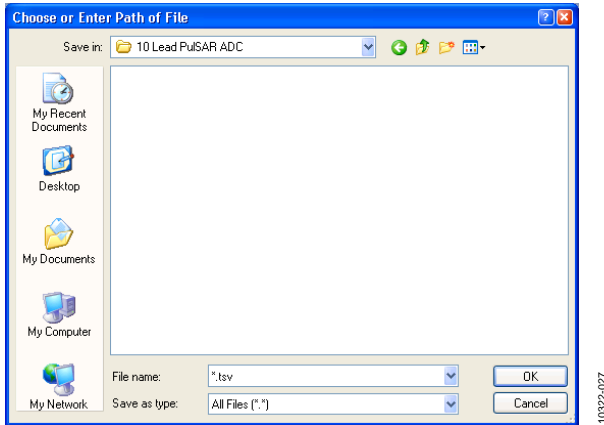 Choose or Enter Path of File
Save in: 10 Lead PulSAR ADC
My Recent
Documents
Desktop
My Documents
My Computer
My Network
File name: *.tsv OK
Save as type: All Files (*.*) Cancel
10322-027